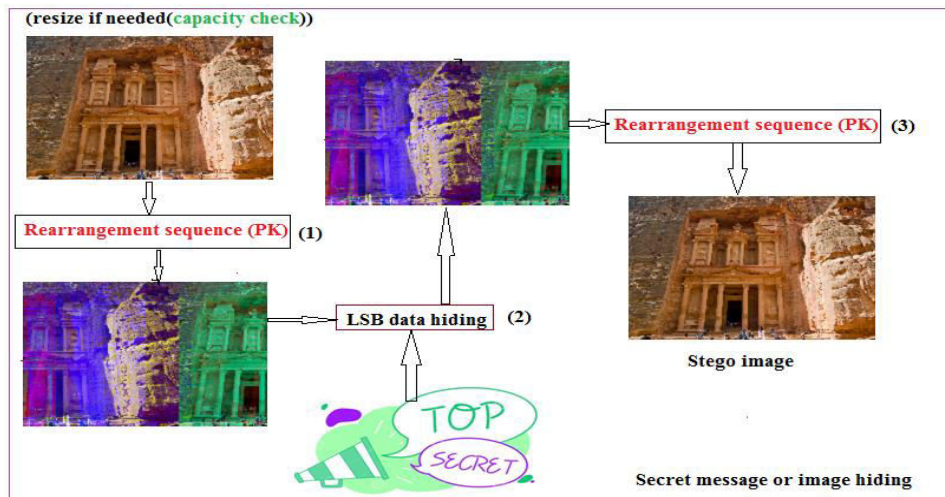 (resize if needed(capacity check))
Rearrangement sequence (PK) (1)
LSB data hiding (2)
TOP
SECRET
Rearrangement sequence (PK) (3)
Stego image
Secret message or image hiding